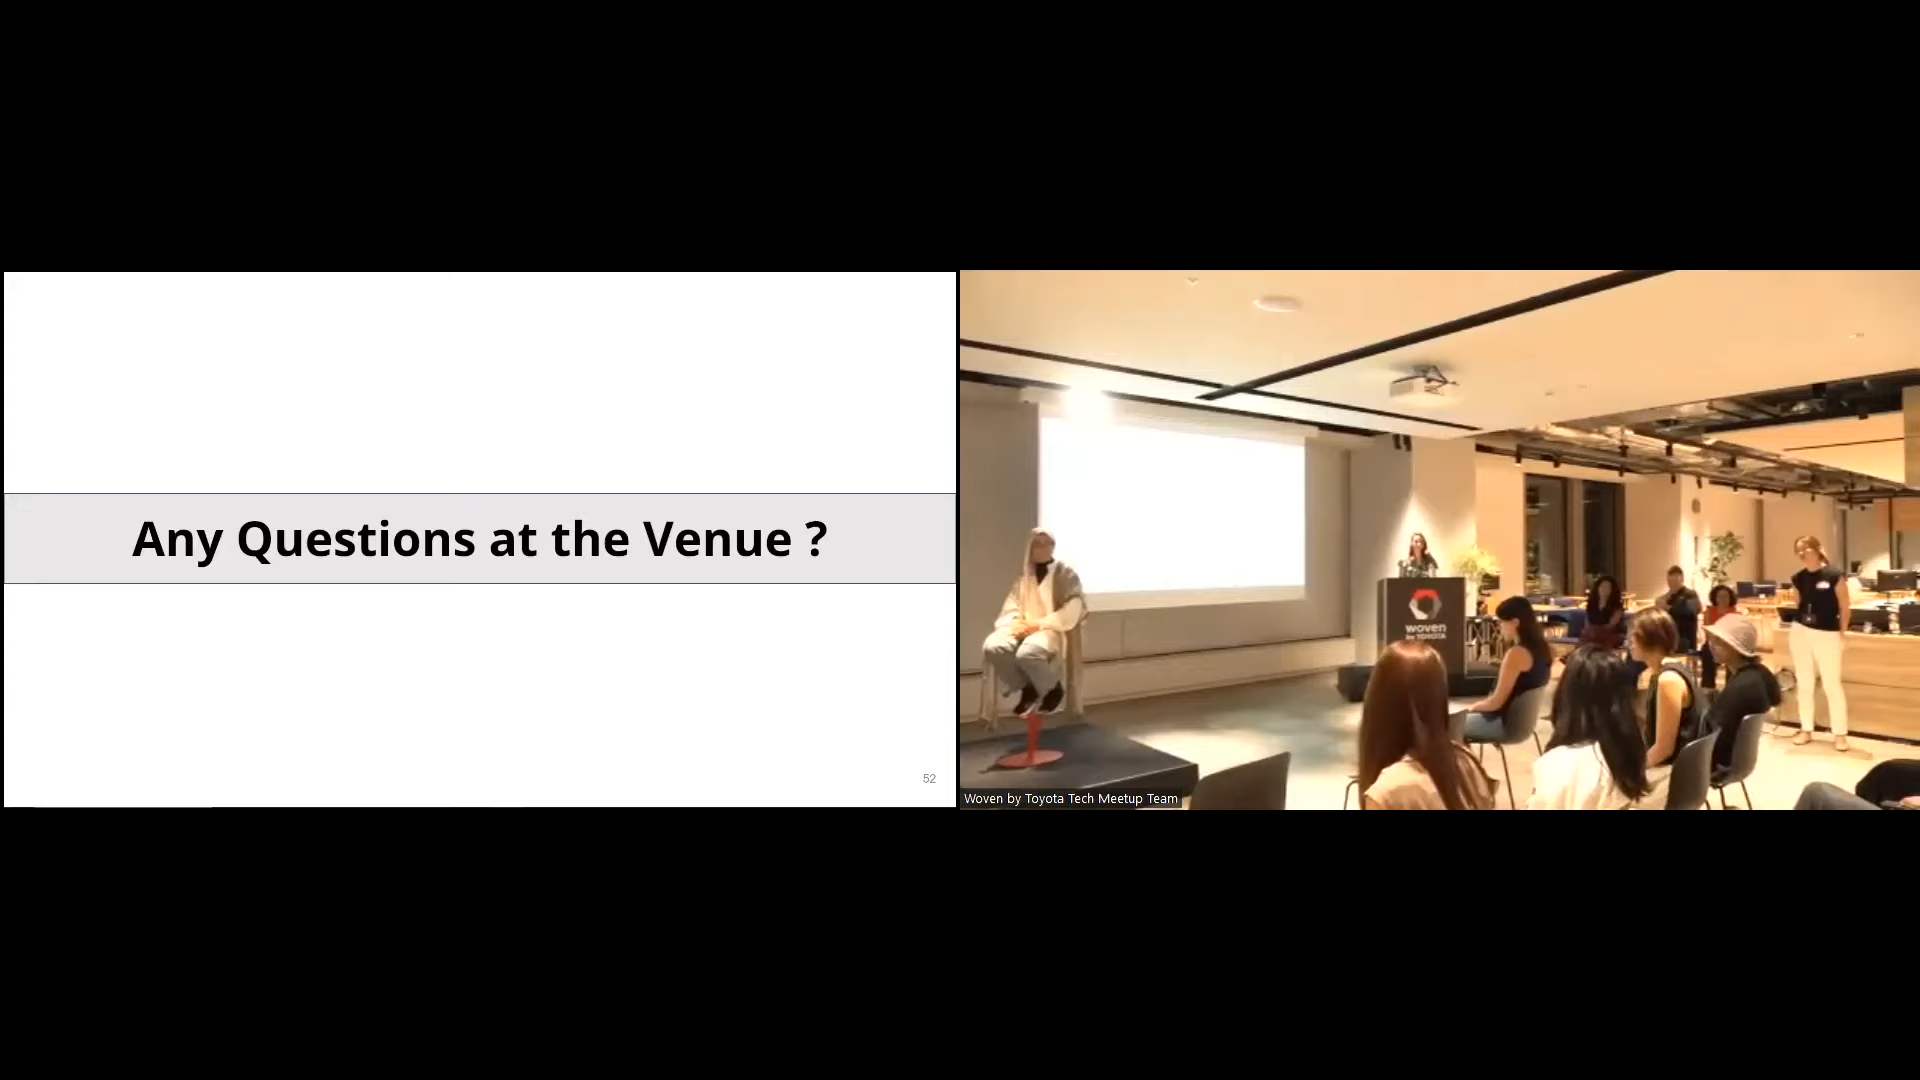 Any Questions at the Venue ?
52
woven
by TOYOTA
Woven by Toyota Tech Meetup Team